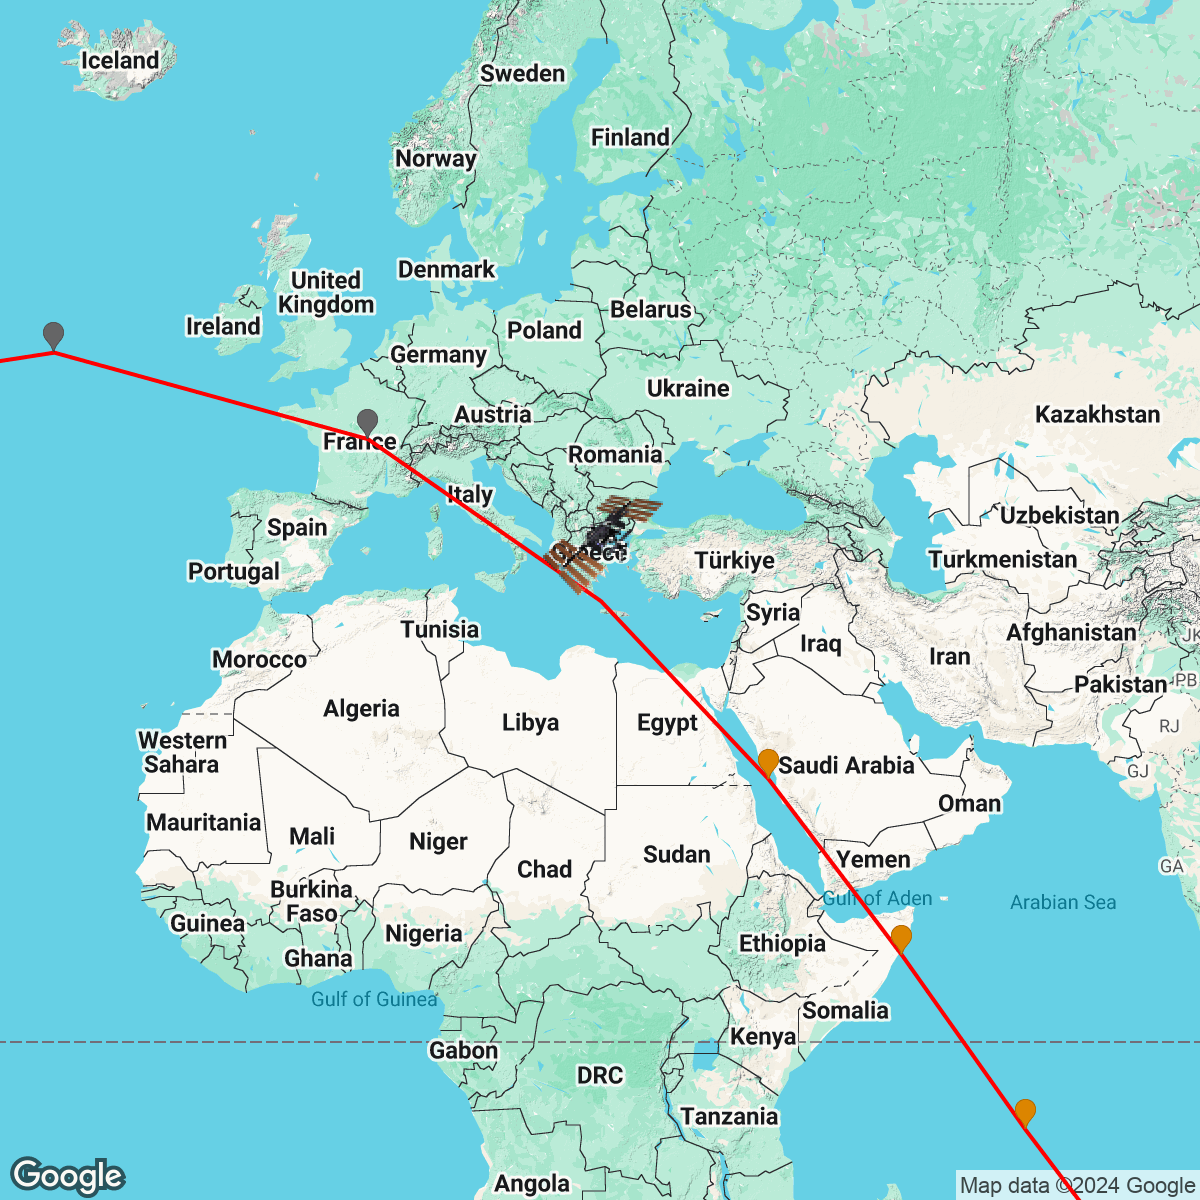 Iceland
Sweden
Finland
Norway
Denmark
United
Kingdom
Ireland
Belarus
Poland
Germany
Ukraine
Austria
Kazakhstan
France
Romania
Italy
Uzbekistan
Spain
Greece
Türkiye
Turkmenistan
Portugal
Syria
Tunisia
Afghanistan
JK
Iraq
Iran
Morocco
Pakistan
PB
Algeria
Libya
Egypt
RJ
Western
Sahara
Saudi Arabia
GJ
Oman
Mauritania
Mali
Niger
Sudan
Yemen
Chad
GA
Burkina
Faso
Gulf of Aden
Arabian Sea
Guinea
Nigeria
Ethiopia
Ghana
Gulf of Guinea
Somalia
Kenya
Gabon
DRC
Tanzania
Angola
Google
Map data ©2024 Google